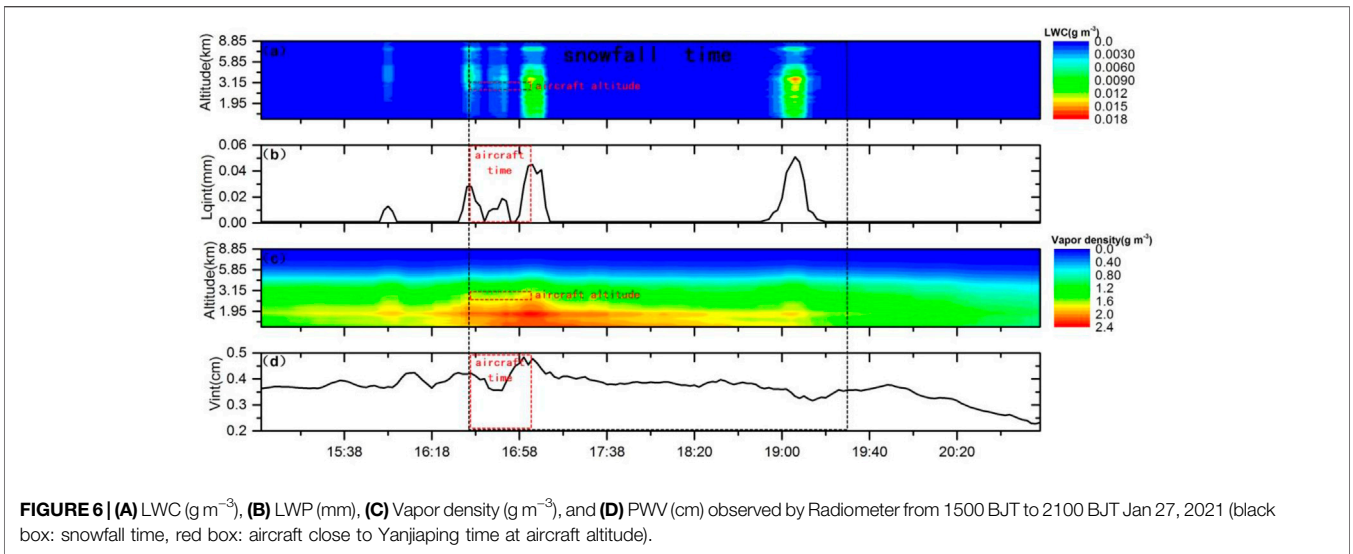 LWC(g m⁻³)
8.85
(a)
snowfall time
0.0
5.85
0.0030
0.0060
3.15
aircraft altitude
0.0090
0.012
1.95
0.015
0.018
Altitude(km)
0.06
(b)
aircraft
time
0.04
0.02
0.00
Lqint(mm)
Vapor density(g m⁻³)
8.85
(c)
0.0
5.85
0.40
0.80
3.15
aircraft altitude
1.2
1.6
1.95
2.0
2.4
Altitude(km)
0.5
(d)
aircraft
time
0.4
0.3
0.2
Vint(cm)
15:38 16:18 16:58 17:38 18:20 19:00 19:40 20:20
FIGURE 6 | (A) LWC (g m⁻³), (B) LWP (mm), (C) Vapor density (g m⁻³), and (D) PWV (cm) observed by Radiometer from 1500 BJT to 2100 BJT Jan 27, 2021 (black
box: snowfall time, red box: aircraft close to Yanjiaping time at aircraft altitude).